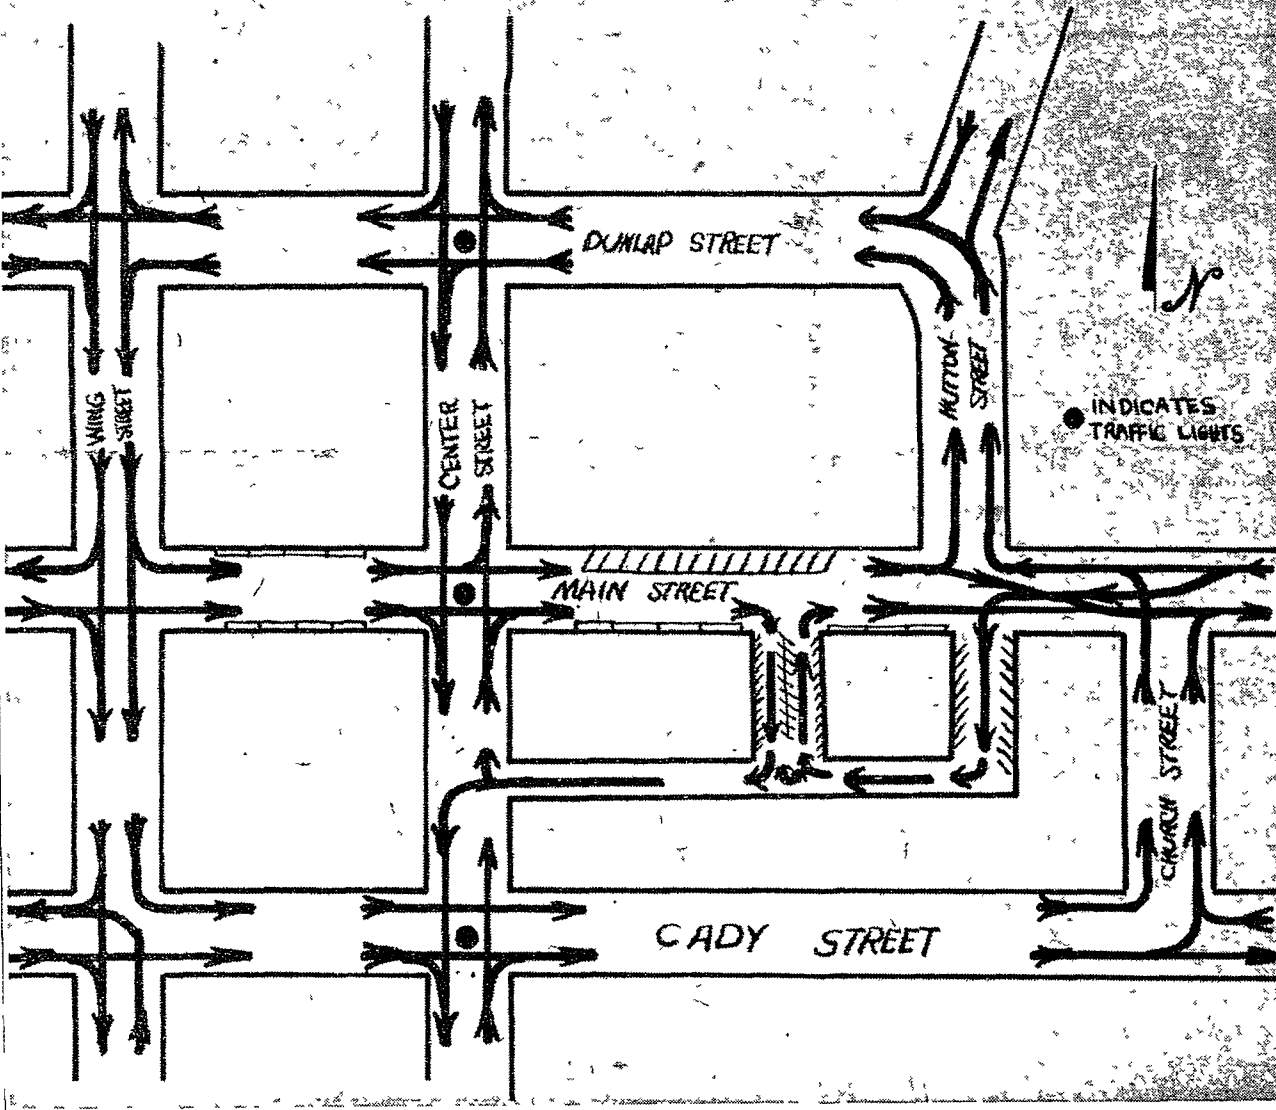 DUNLAP STREET
N
HUTTON
STREET
INDICATES
TRAFFIC LIGHTS
WING
STREET
CENTER
STREET
MAIN STREET
CHURCH STREET
CADY STREET